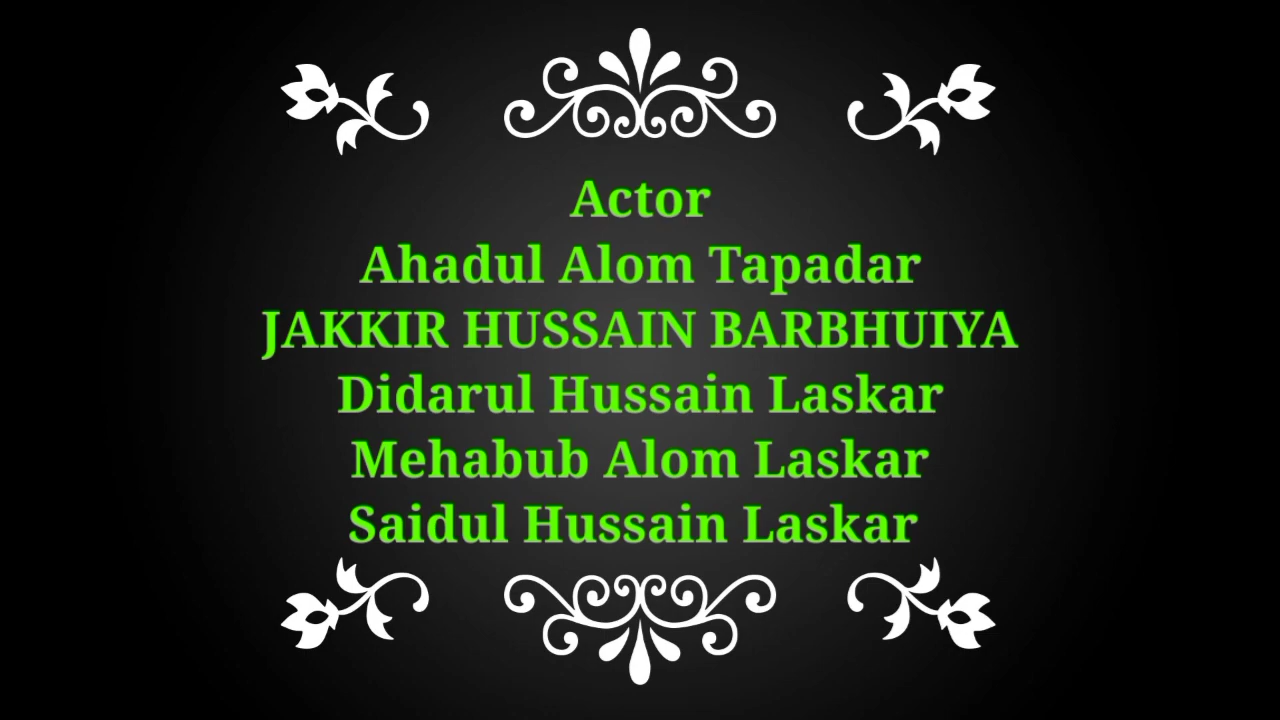 Actor
Ahadul Alom Tapadar
JAKKIR HUSSAIN BARBHUIYA
Didarul Hussain Laskar
Mehabub Alom Laskar
Saidul Hussain Laskar